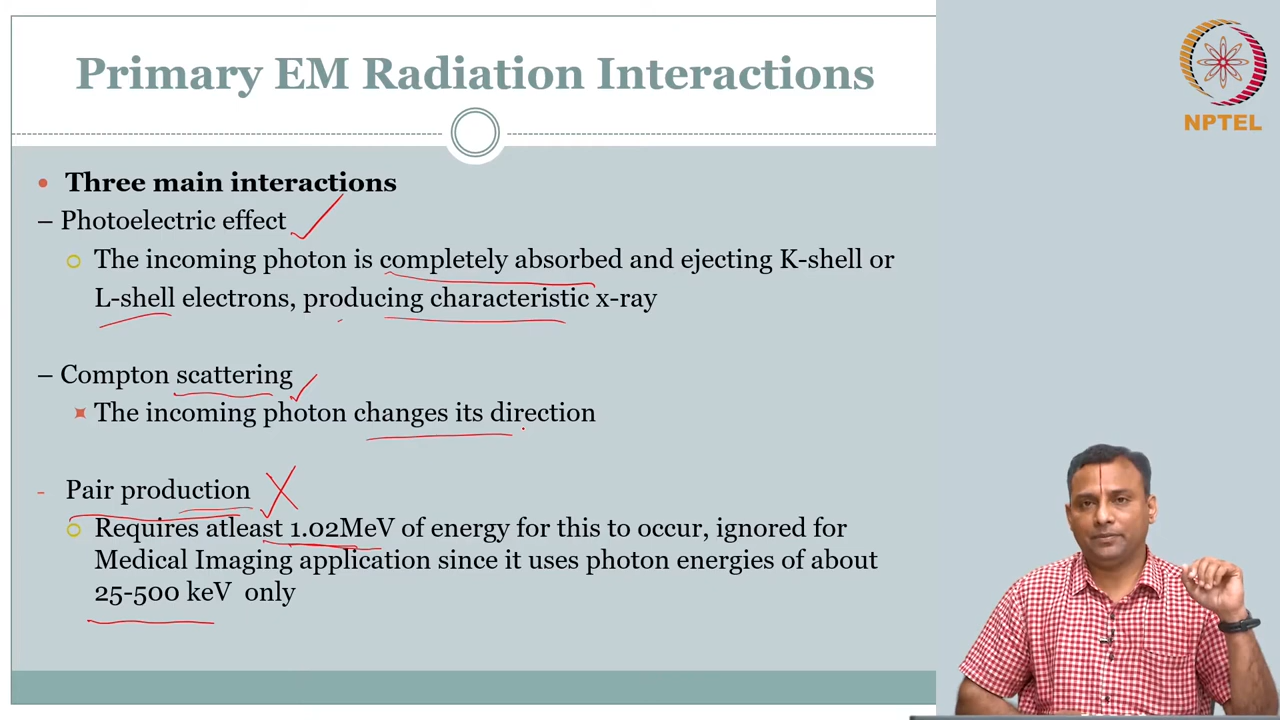 Primary EM Radiation Interactions
NPTEL
• Three main interactions
– Photoelectric effect
The incoming photon is completely absorbed and ejecting K-shell or
L-shell electrons, producing characteristic x-ray
– Compton scattering
The incoming photon changes its direction
- Pair production
Requires atleast 1.02MeV of energy for this to occur, ignored for
Medical Imaging application since it uses photon energies of about
25-500 keV only